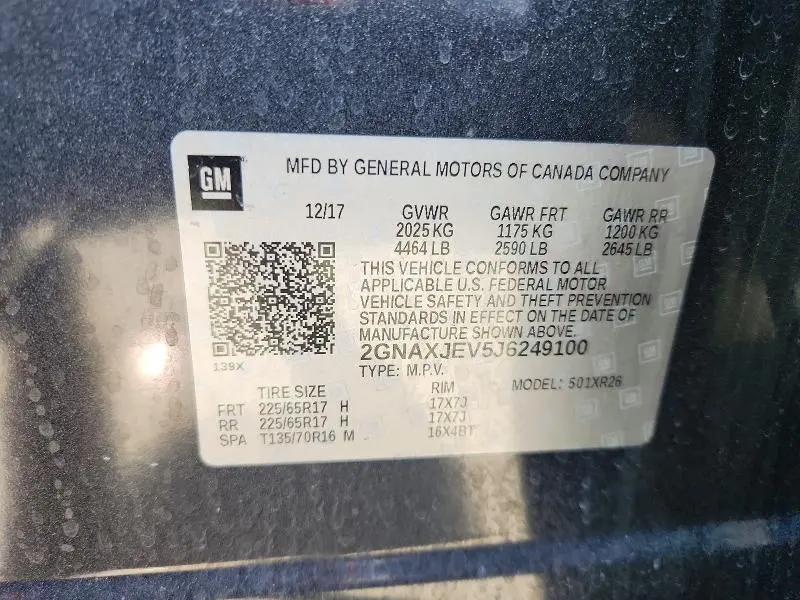 GM
MFD BY GENERAL MOTORS OF CANADA COMPANY
12/17 GVWR GAWR FRT GAWR RR
2025 KG 1175 KG 1200 KG
4464 LB 2590 LB 2645 LB
THIS VEHICLE CONFORMS TO ALL
APPLICABLE U.S. FEDERAL MOTOR
VEHICLE SAFETY AND THEFT PREVENTION
STANDARDS IN EFFECT ON THE DATE OF
MANUFACTURE SHOWN ABOVE.
2GNAXJEV5J6249100
139X
TYPE: M.P.V.
TIRE SIZE RIM MODEL: 501XR26
FRT 225/65R17 H 17X7J
RR 225/65R17 H 17X7J
SPA T135/70R16 M 16X4BT